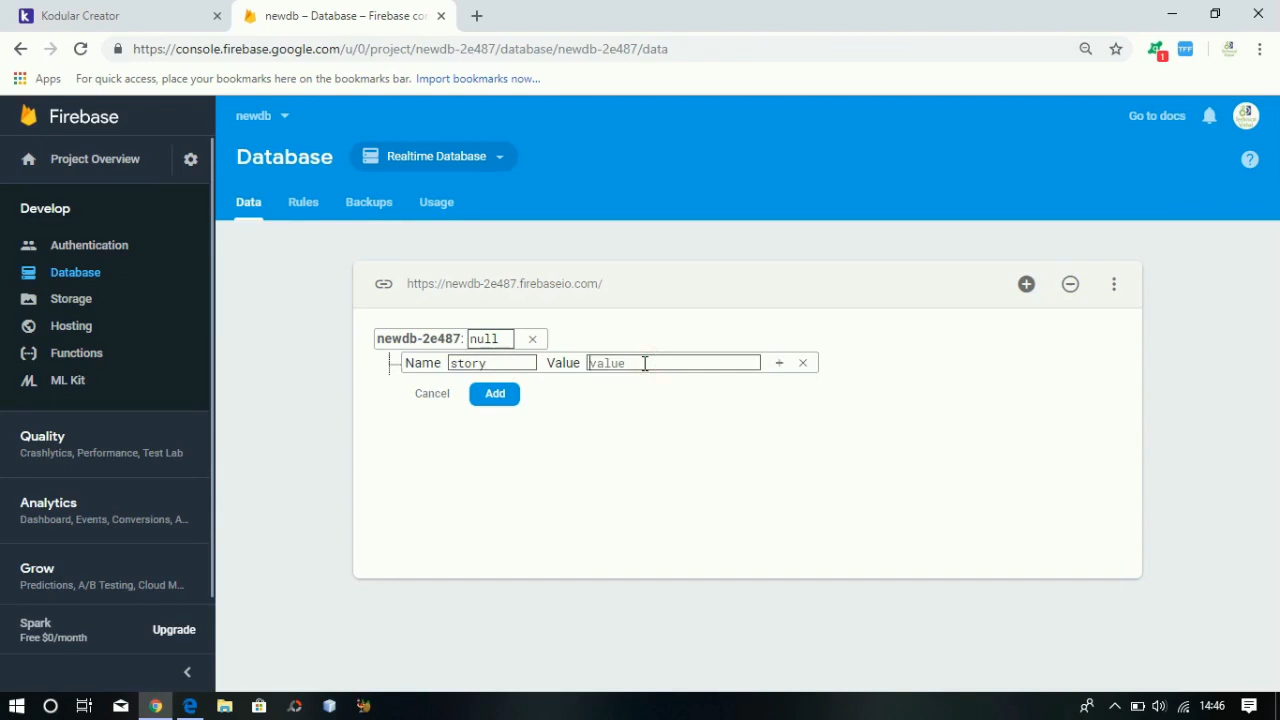 Kodular Creator
newdb – Database – Firebase con
https://console.firebase.google.com/u/0/project/newdb-2e487/database/newdb-2e487/data
1
TFF
Apps
For quick access, place your bookmarks here on the bookmarks bar. Import bookmarks now...
Firebase
newdb
Go to docs
Project Overview
Database
Realtime Database
Develop
Data
Rules
Backups
Usage
Authentication
Database
Storage
https://newdb-2e487.firebaseio.com/
Hosting
newdb-2e487: null
Functions
Name story Value value
ML Kit
Cancel
Add
Quality
Crashlytics, Performance, Test Lab
Analytics
Dashboard, Events, Conversions, A...
Grow
Predictions, A/B Testing, Cloud M...
Spark
Free $0/month
Upgrade
14:46